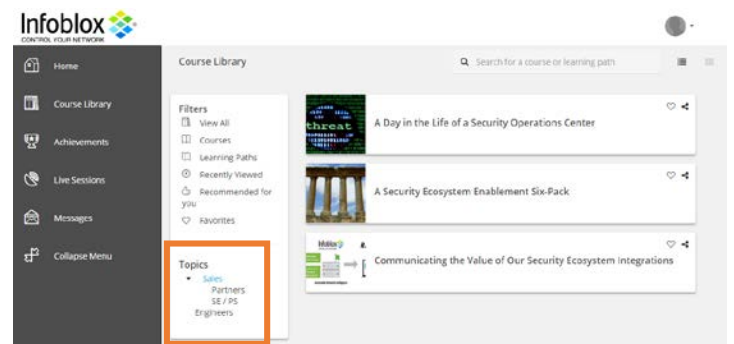 Infoblox
CONTROL YOUR NETWORK
Home
Course Library
Achievements
Live Sessions
Messages
Collapse Menu
Course Library
Search for a course or learning path
Filters
View All
Courses
Learning Paths
Recently Viewed
Recommended for
you
Favorites
Topics
Sales
Partners
SE / PS
Engineers
threat
A Day in the Life of a Security Operations Center
A Security Ecosystem Enablement Six-Pack
Infoblox
Communicating the Value of Our Security Ecosystem Integrations